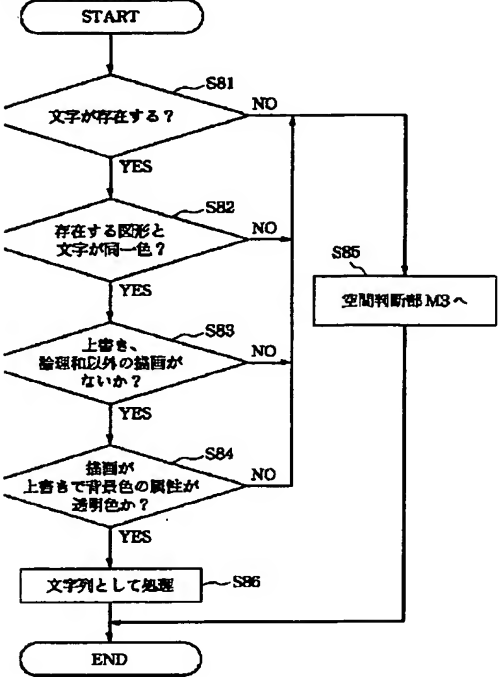 START
S81
文字が存在する?
NO
YES
S82
存在する図形と
文字が同一色?
NO
YES
S85
空間判断部 M3 へ
S83
上書き、
論理和以外の描画が
ないか?
NO
YES
S84
描画が
上書きで背景色の属性が
透明色か?
NO
YES
文字列として処理
S86
END